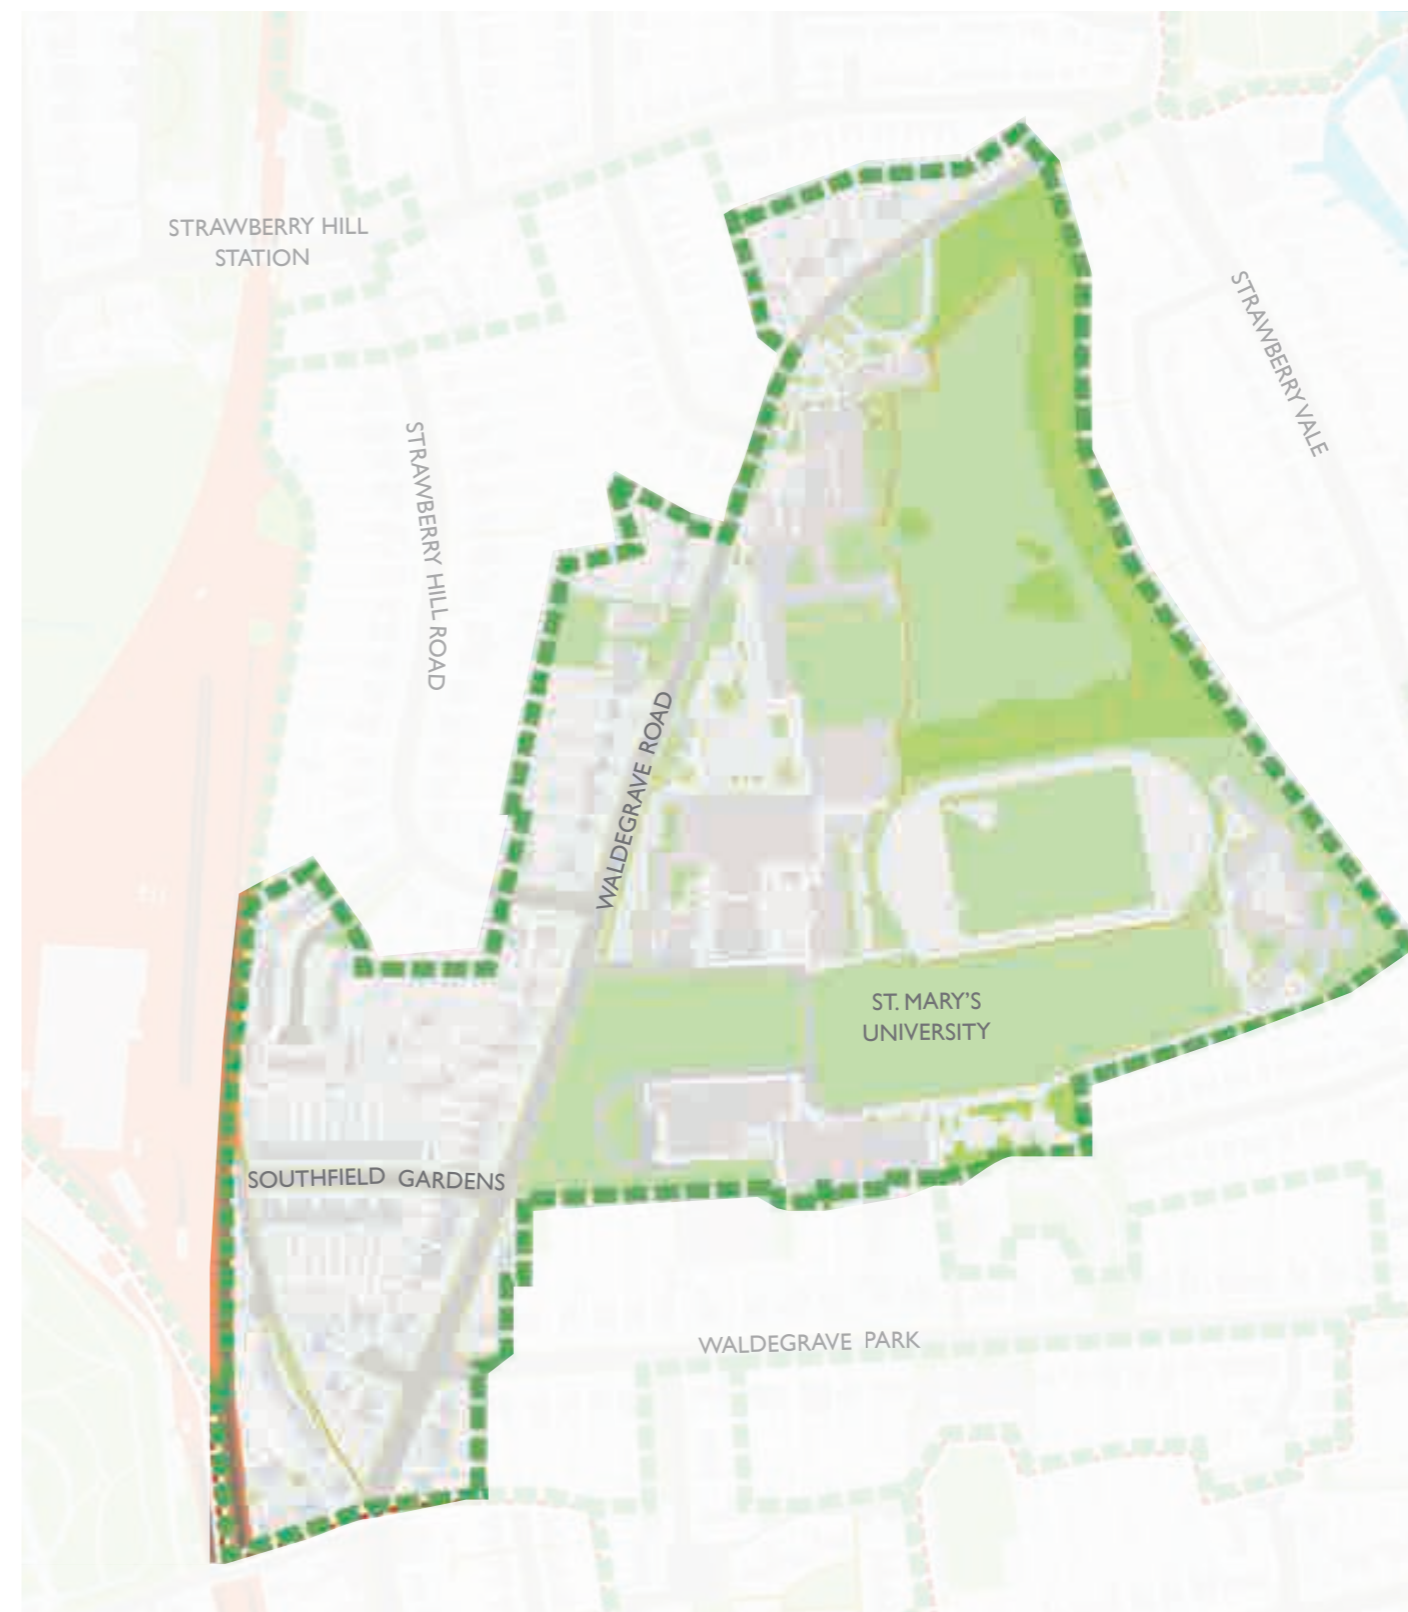 STRAWBERRY HILL
STATION
STRAWBERRY VALE
STRAWBERRY HILL ROAD
WALDEGRAVE ROAD
ST. MARY'S
UNIVERSITY
SOUTHFIELD GARDENS
WALDEGRAVE PARK